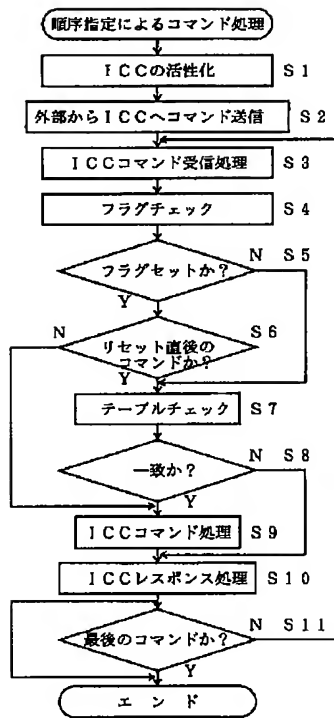 順序指定によるコマンド処理
ICCの活性化 S1
外部からICCへコマンド送信 S2
ICCコマンド受信処理 S3
フラグチェック S4
フラグセットか? N S5
Y
N リセット直後の S6
コマンドか?
Y
テーブルチェック S7
一致か? N S8
Y
ICCコマンド処理 S9
ICCレスポンス処理 S10
最後のコマンドか? N S11
Y
エンド